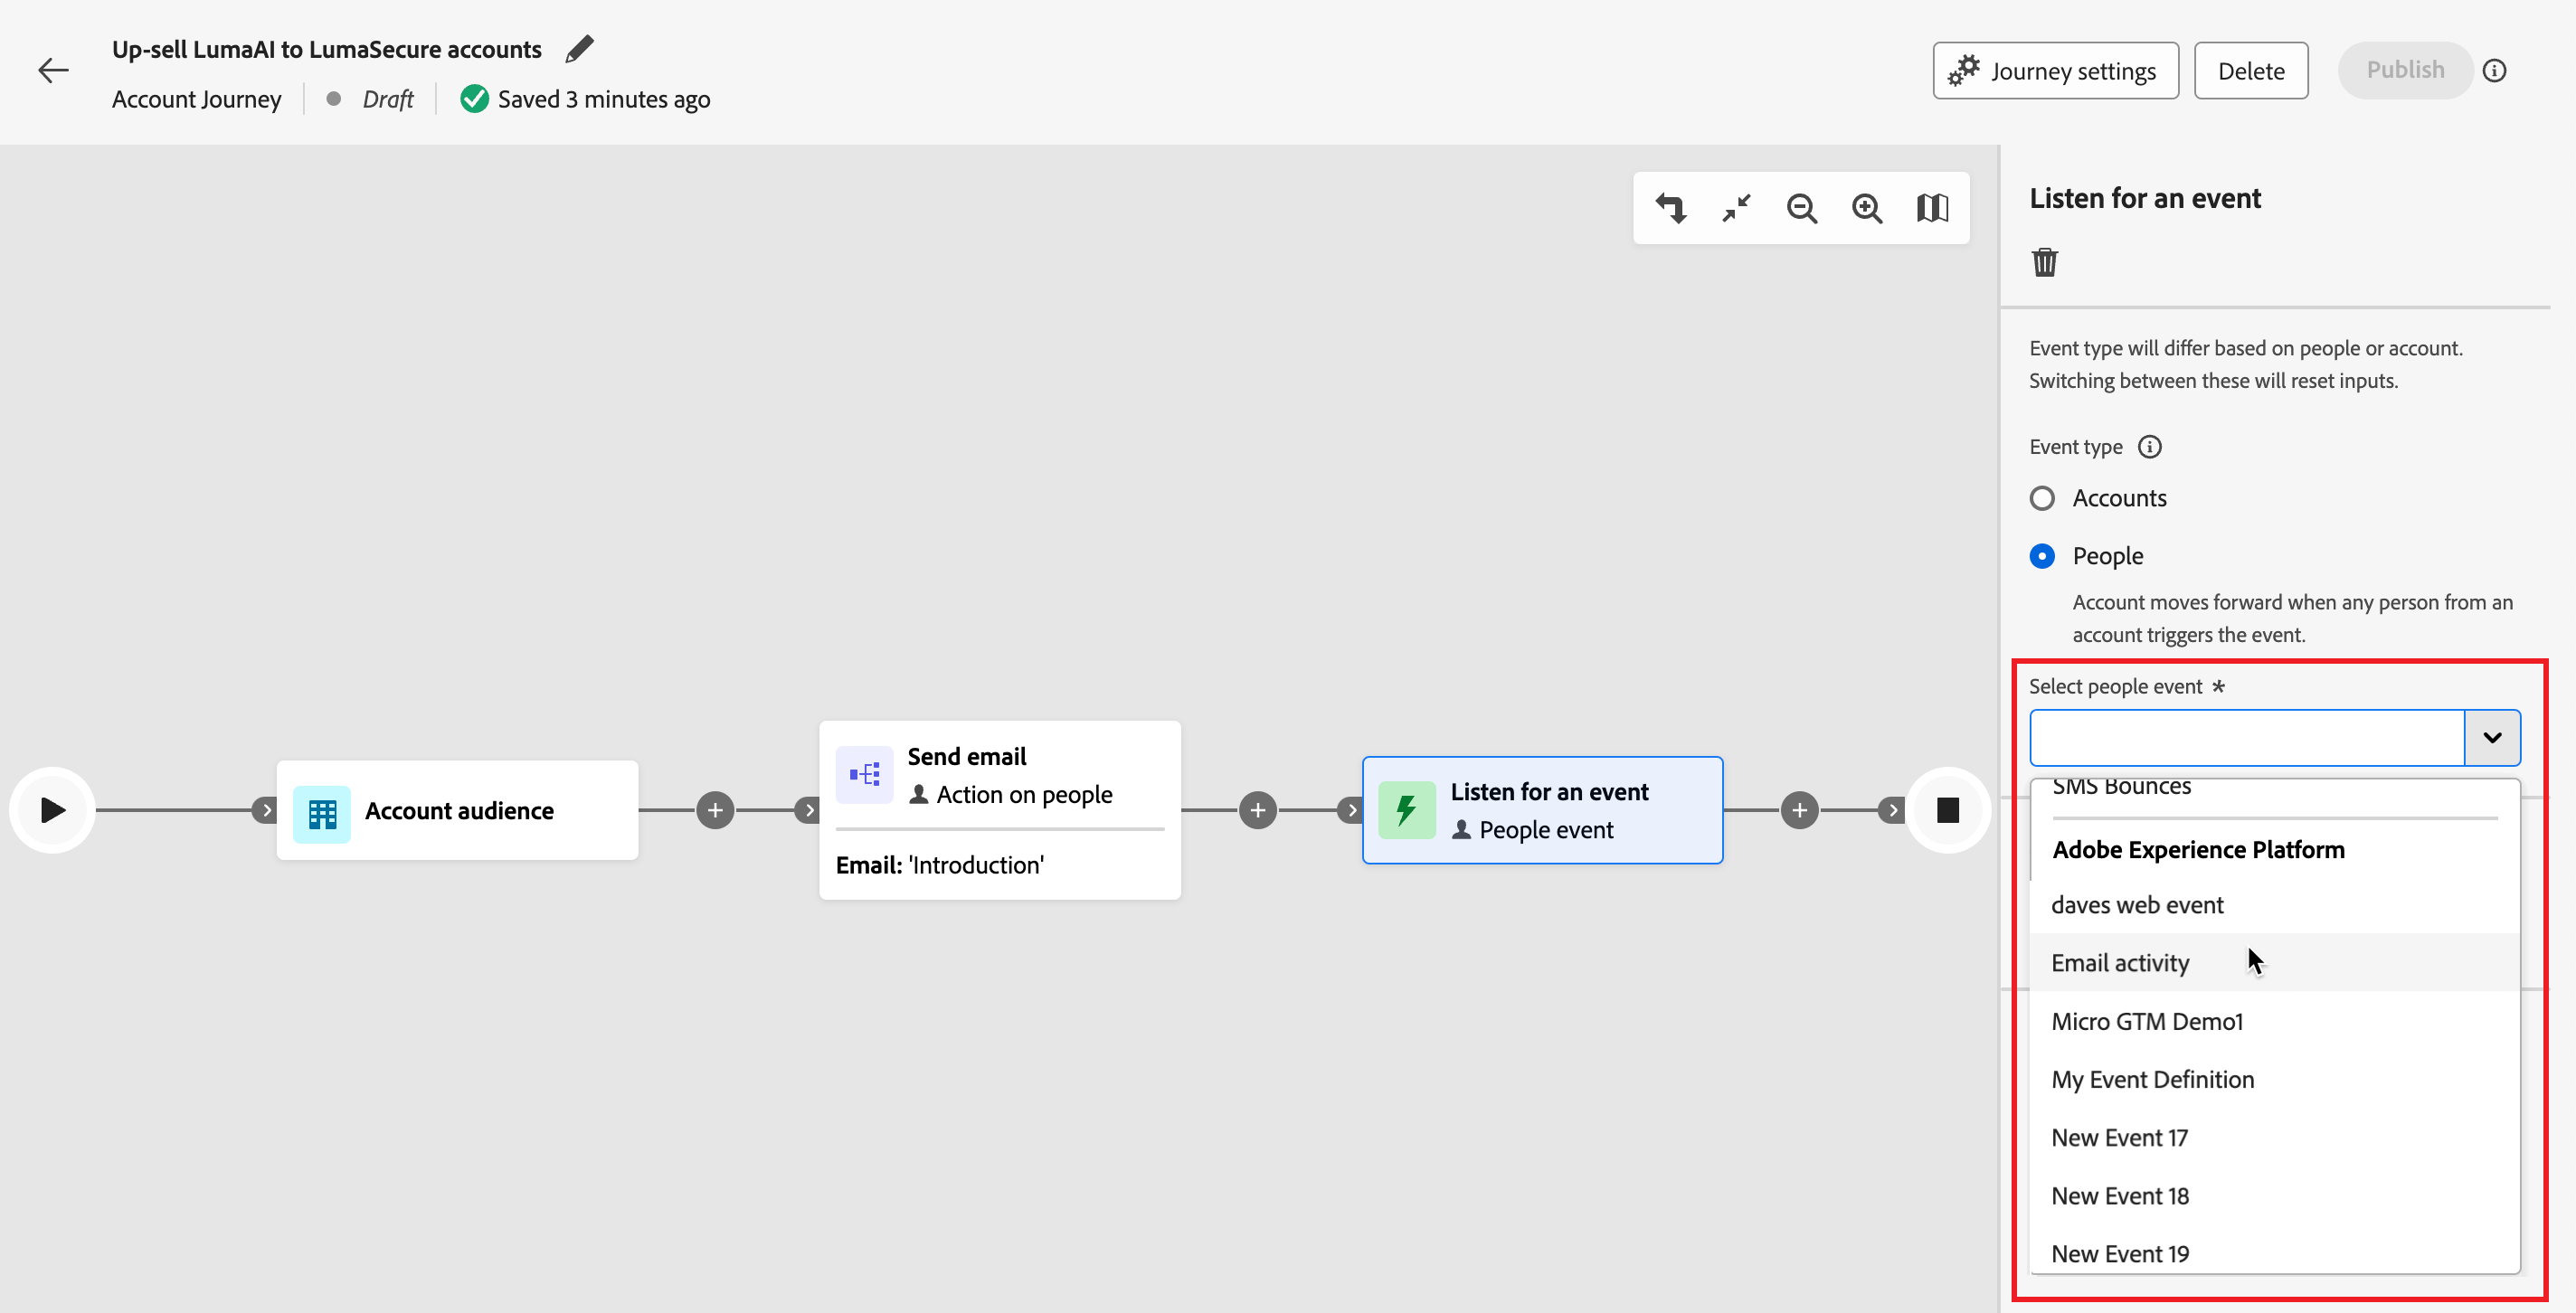 Up-sell LumaAI to LumaSecure accounts
Account Journey
Draft
Saved 3 minutes ago
Journey settings
Delete
Publish
Account audience
Send email
Action on people
Email: 'Introduction'
Listen for an event
People event
Listen for an event
Event type will differ based on people or account.
Switching between these will reset inputs.
Event type
Accounts
People
Account moves forward when any person from an
account triggers the event.
Select people event *
SMS Bounces
Adobe Experience Platform
daves web event
Email activity
Micro GTM Demo1
My Event Definition
New Event 17
New Event 18
New Event 19